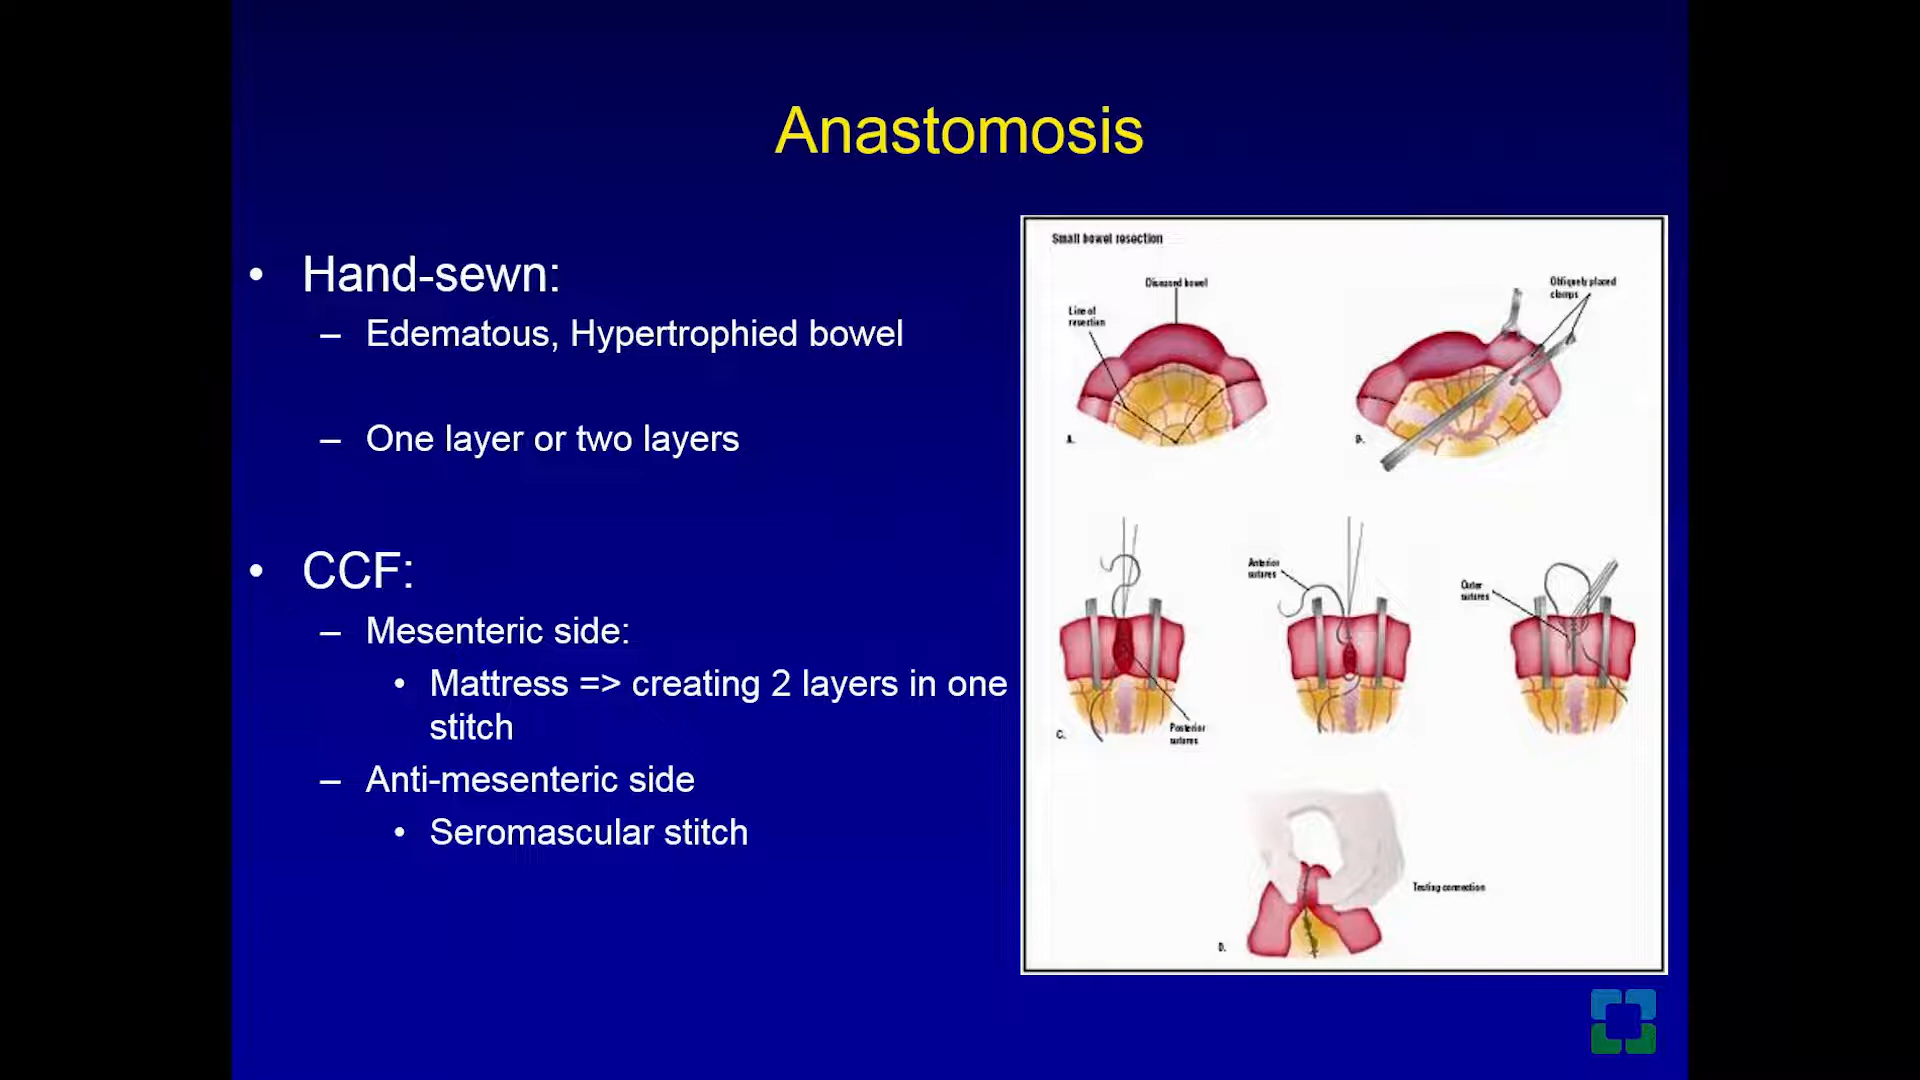 Anastomosis
• Hand-sewn:
– Edematous, Hypertrophied bowel
– One layer or two layers
• CCF:
– Mesenteric side:
• Mattress => creating 2 layers in one
stitch
– Anti-mesenteric side
• Seromascular stitch
Small bowel resection
Diseased bowel
Line of
resection
A.
Obliquely placed
clamps
B.
C.
Posterior
sutures
Anterior
sutures
Outer
sutures
Testing connection
D.